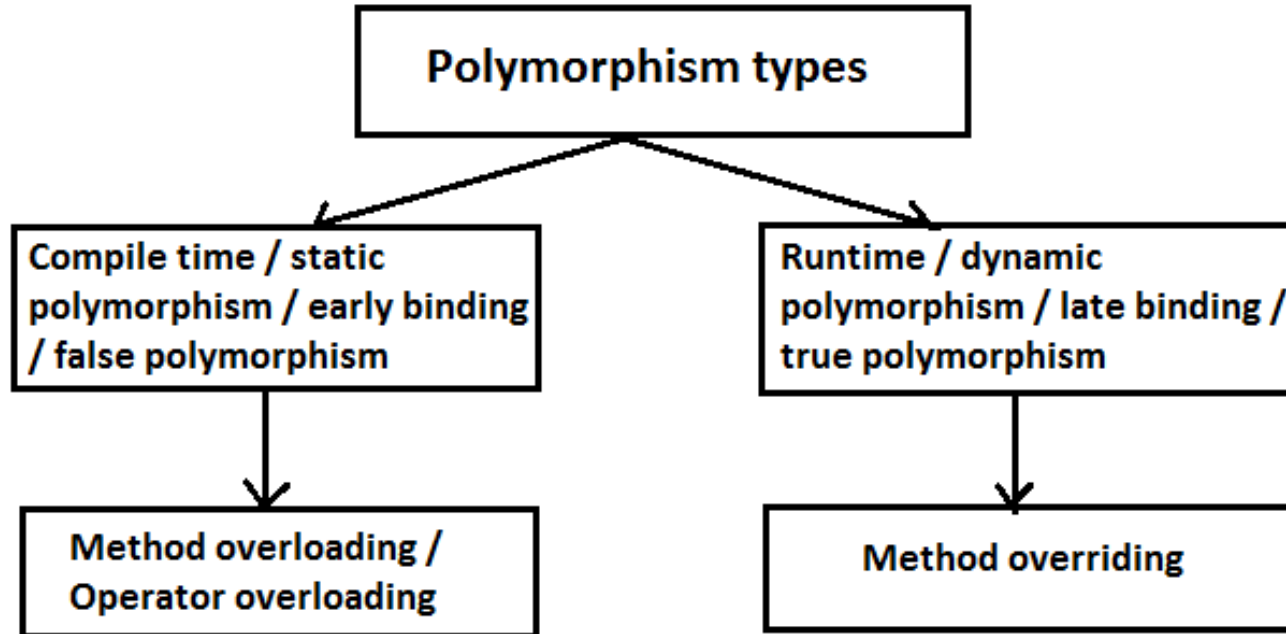 Polymorphism types
Compile time / static
polymorphism / early binding
/ false polymorphism
Runtime / dynamic
polymorphism / late binding /
true polymorphism
Method overloading /
Operator overloading
Method overriding